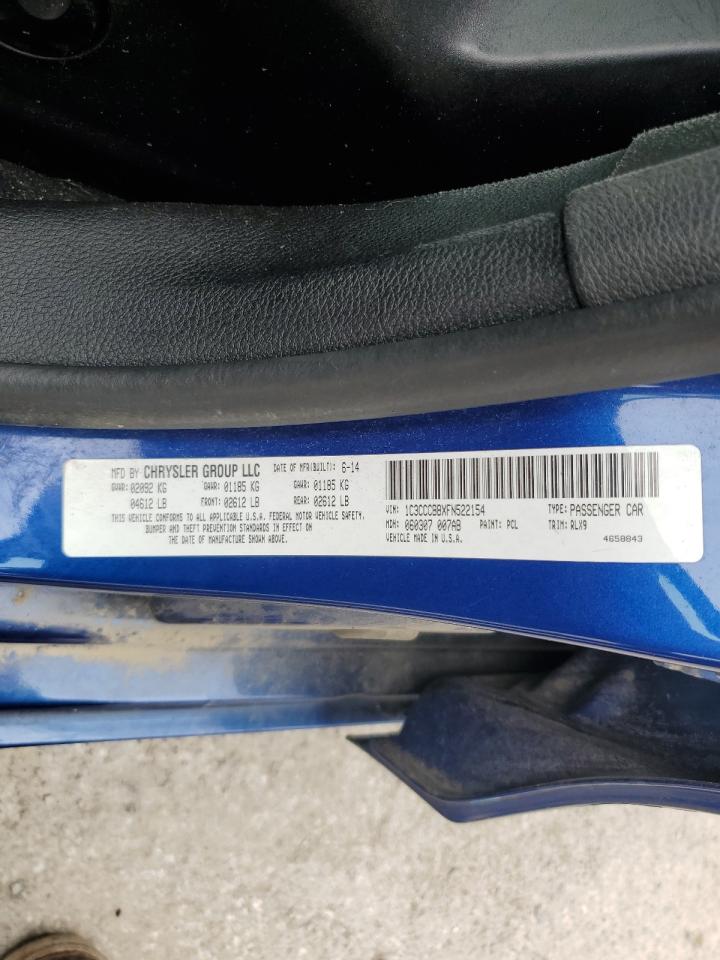 MFD BY CHRYSLER GROUP LLC DATE OF MFR(BUILT): 6-14
GVWR: 02092 KG GAWR: 01185 KG GAWR: 01185 KG
04612 LB FRONT: 02612 LB REAR: 02612 LB
THIS VEHICLE CONFORMS TO ALL APPLICABLE U.S.A. FEDERAL MOTOR VEHICLE SAFETY,
BUMPER AND THEFT PREVENTION STANDARDS IN EFFECT ON
THE DATE OF MANUFACTURE SHOWN ABOVE.
VIN: 1C3CCCBBXFN522154 TYPE: PASSENGER CAR
MDH: 060307 007AB PAINT: PCL TRIM: RLX9
VEHICLE MADE IN U.S.A. 4658843